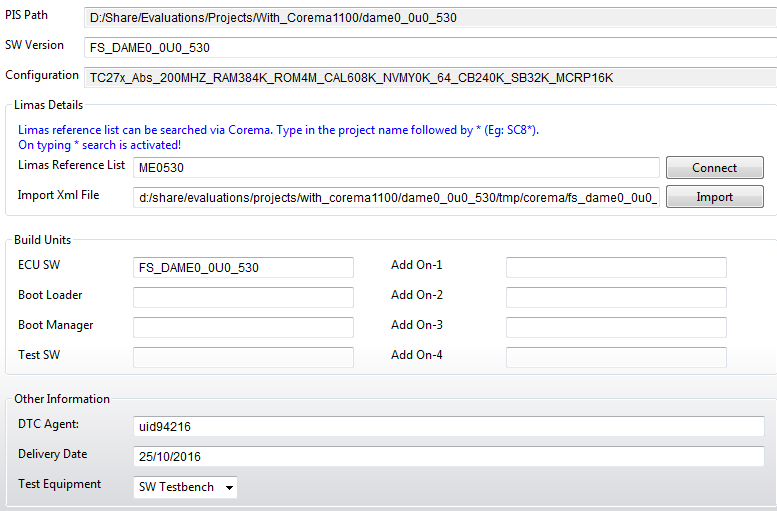 PIS Path D:/Share/Evaluations/Projects/With_Corema1100/dame0_0u0_530
SW Version FS_DAME0_0U0_530
Configuration TC27x_Abs_200MHZ_RAM384K_ROM4M_CAL608K_NVMY0K_64_CB240K_SB32K_MCRP16K
Limas Details
Limas reference list can be searched via Corema. Type in the project name followed by * (Eg: SC8*).
On typing * search is activated!
Limas Reference List ME0530 Connect
Import Xml File d:/share/evaluations/projects/with_corema1100/dame0_0u0_530/tmp/corema/fs_dame0_0u0_ Import
Build Units
ECU SW FS_DAME0_0U0_530 Add On-1
Boot Loader Add On-2
Boot Manager Add On-3
Test SW Add On-4
Other Information
DTC Agent: uid94216
Delivery Date 25/10/2016
Test Equipment SW Testbench